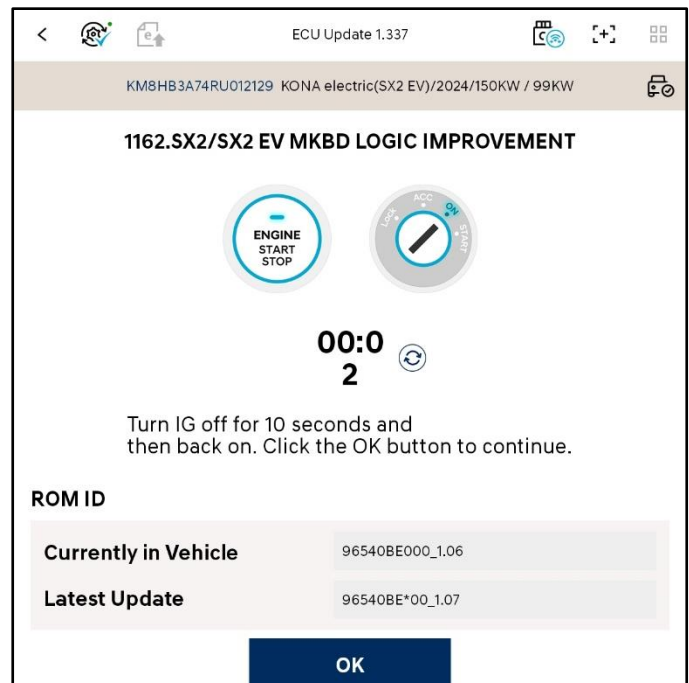 ECU Update 1.337
KM8HB3A74RU012129 KONA electric(SX2 EV)/2024/150KW / 99KW
1162.SX2/SX2 EV MKBD LOGIC IMPROVEMENT
ENGINE
START
STOP
LOCK
ACC
ON
START
00:0
2
Turn IG off for 10 seconds and
then back on. Click the OK button to continue.
ROM ID
Currently in Vehicle 96540BE000_1.06
Latest Update 96540BE*00_1.07
OK